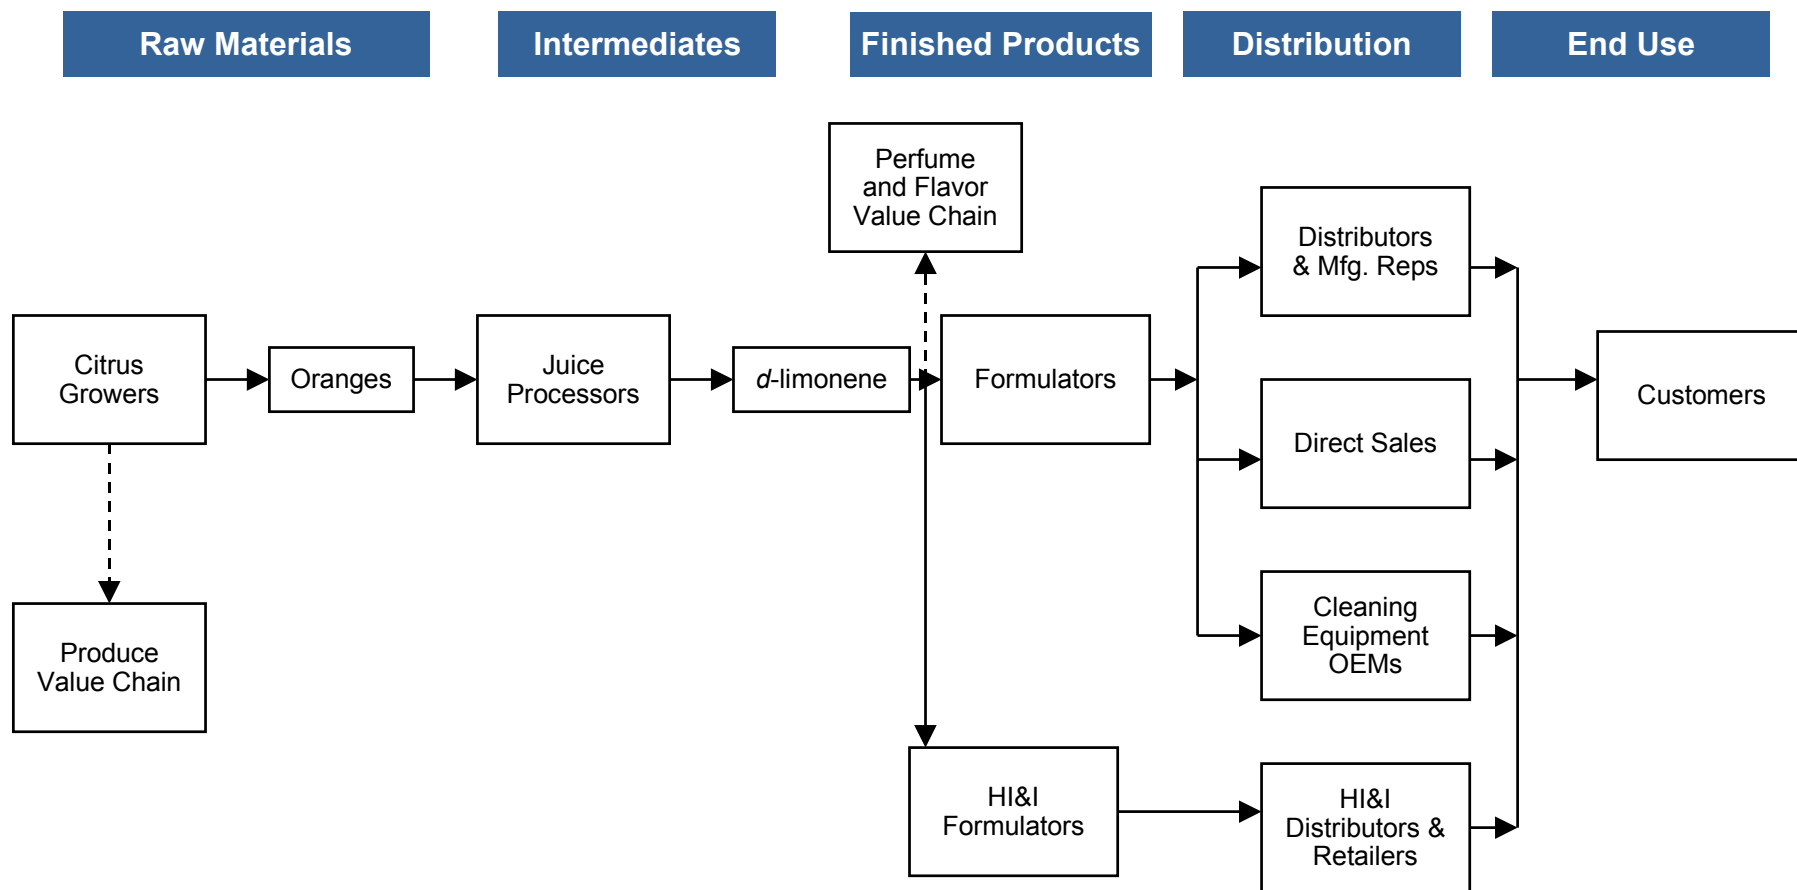 Raw Materials
Intermediates
Finished Products
Distribution
End Use
Perfume
and Flavor
Value Chain
Distributors
& Mfg. Reps
Citrus
Growers
Oranges
Juice
Processors
d-limonene
Formulators
Direct Sales
Customers
Cleaning
Equipment
OEMs
Produce
Value Chain
HI&I
Formulators
HI&I
Distributors &
Retailers